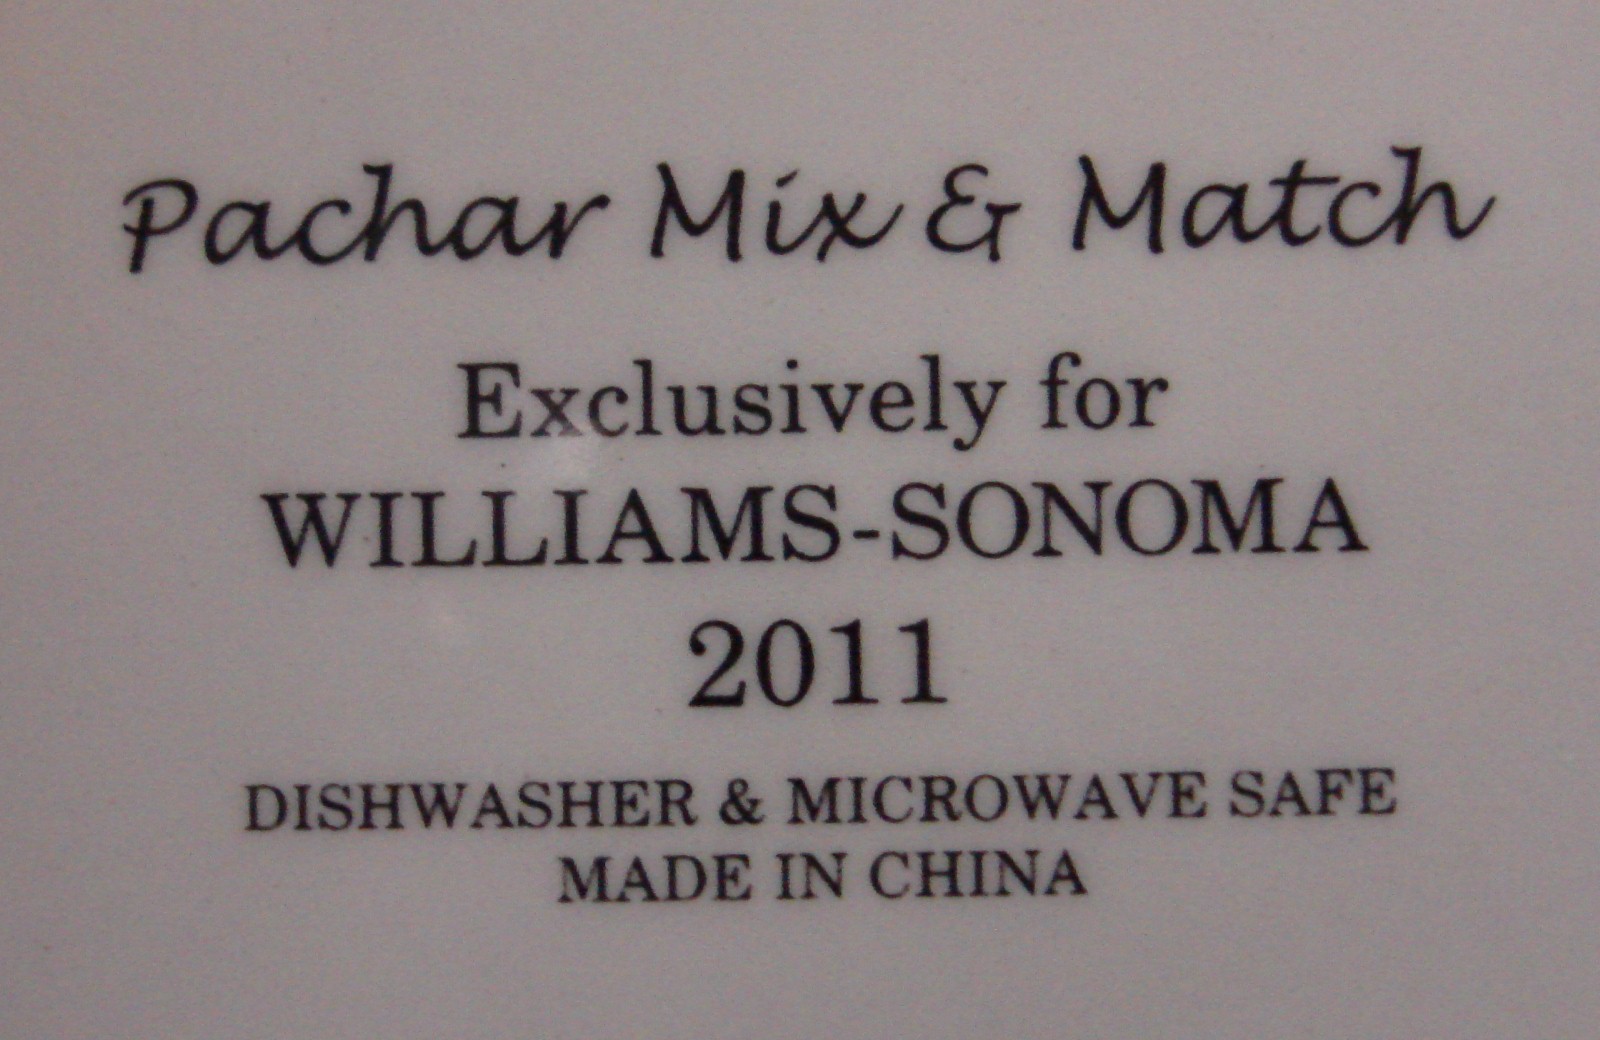 Pachar Mix & Match
Exclusively for
WILLIAMS-SONOMA
2011
DISHWASHER & MICROWAVE SAFE
MADE IN CHINA